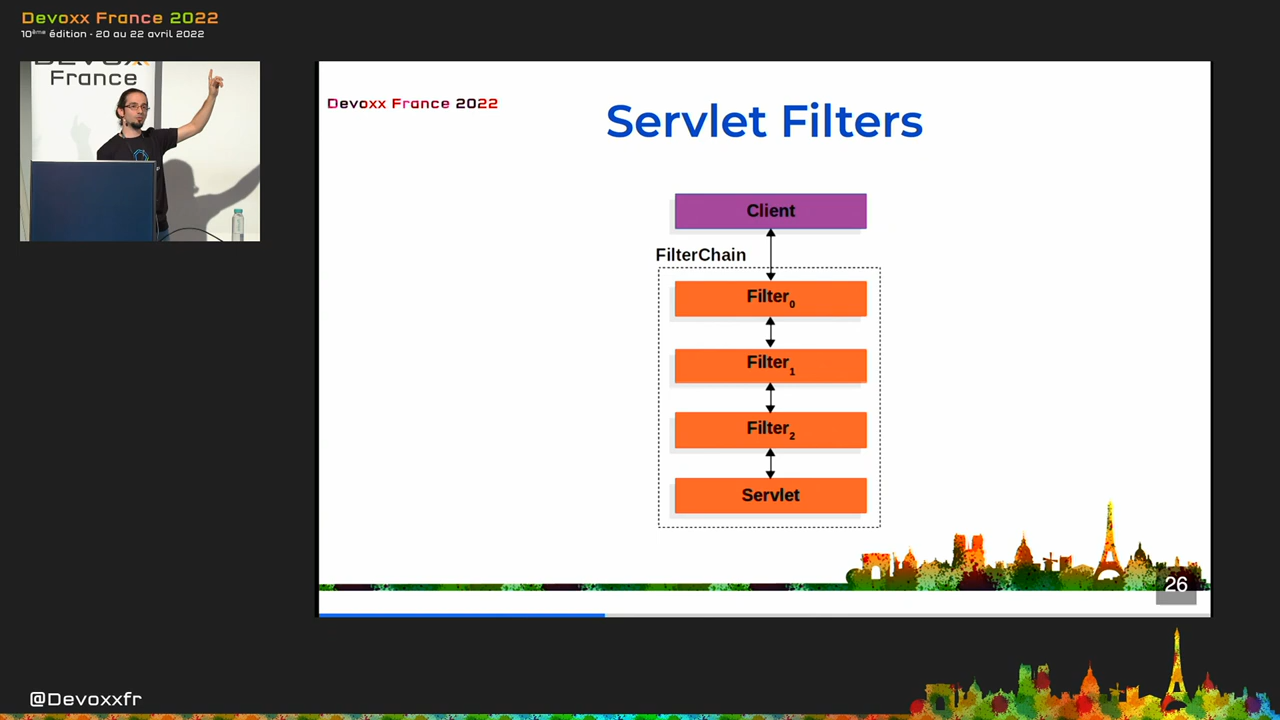 Devoxx France 2022
10ème édition - 20 au 22 avril 2022
France
Devoxx France 2022
Servlet Filters
Client
FilterChain
Filter0
Filter1
Filter2
Servlet
26
@Devoxxfr